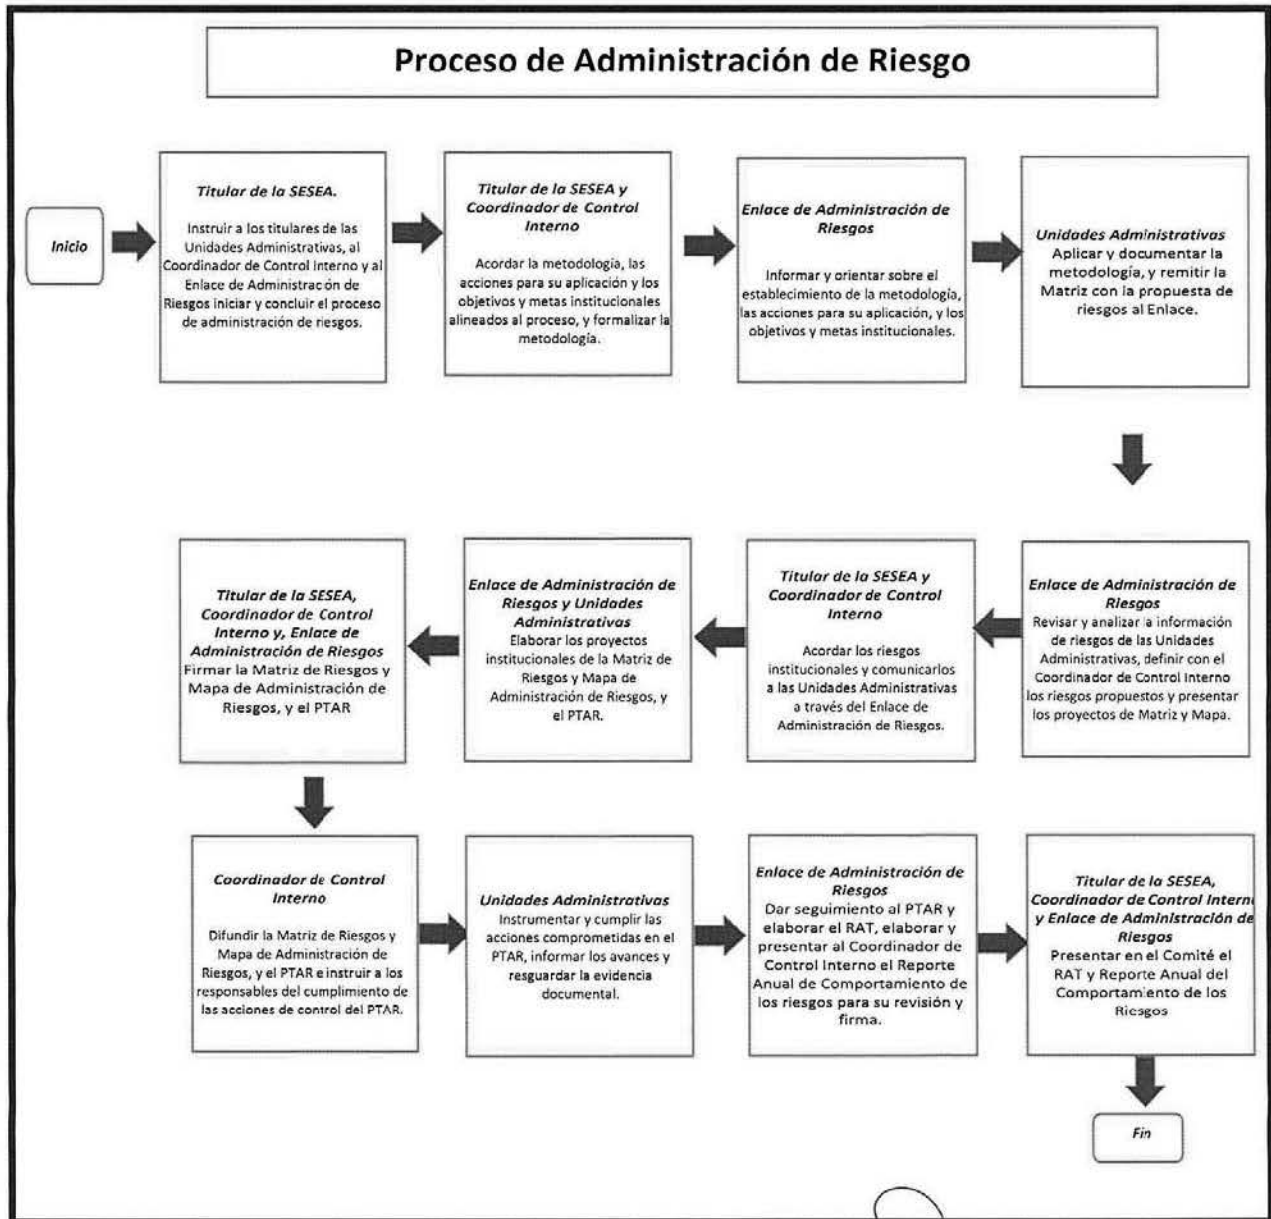 Proceso de Administración de Riesgo
Inicio
Titular de la SESEA.
Instruir a los titulares de las
Unidades Administrativas, al
Coordinador de Control Interno y al
Enlace de Administración de
Riesgos iniciar y concluir el proceso
de administración de riesgos.
Titular de la SESEA y
Coordinador de Control
Interno
Acordar la metodología, las
acciones para su aplicación y los
objetivos y metas institucionales
alineados al proceso, y formalizar la
metodología.
Enlace de Administración de
Riesgos
Informar y orientar sobre el
establecimiento de la metodología,
las acciones para su aplicación, y los
objetivos y metas institucionales.
Unidades Administrativas
Aplicar y documentar la
metodología, y remitir la
Matriz con la propuesta de
riesgos al Enlace.
Enlace de Administración de
Riesgos
Revisar y analizar la información
de riesgos de las Unidades
Administrativas, definir con el
Coordinador de Control Interno
los riesgos propuestos y presentar
los proyectos de Matriz y Mapa.
Titular de la SESEA y
Coordinador de Control
Interno
Acordar los riesgos
institucionales y comunicarlos
a las Unidades Administrativas
a través del Enlace de
Administración de Riesgos.
Enlace de Administración de
Riesgos y Unidades
Administrativas
Elaborar los proyectos
institucionales de la Matriz de
Riesgos y Mapa de
Administración de Riesgos, y
el PTAR.
Titular de la SESEA,
Coordinador de Control
Interno y, Enlace de
Administración de Riesgos
Firmar la Matriz de Riesgos y
Mapa de Administración de
Riesgos, y el PTAR
Coordinador de Control
Interno
Difundir la Matriz de Riesgos y
Mapa de Administración de
Riesgos, y el PTAR e instruir a los
responsables del cumplimiento de
las acciones de control del PTAR.
Unidades Administrativas
Instrumentar y cumplir las
acciones comprometidas en el
PTAR, informar los avances y
resguardar la evidencia
documental.
Enlace de Administración de
Riesgos
Dar seguimiento al PTAR y
elaborar el RAT, elaborar y
presentar al Coordinador de
Control Interno el Reporte
Anual de Comportamiento de
los riesgos para su revisión y
firma.
Titular de la SESEA,
Coordinador de Control Interno
y Enlace de Administración de
Riesgos
Presentar en el Comité el
RAT y Reporte Anual del
Comportamiento de los
Riesgos
Fin